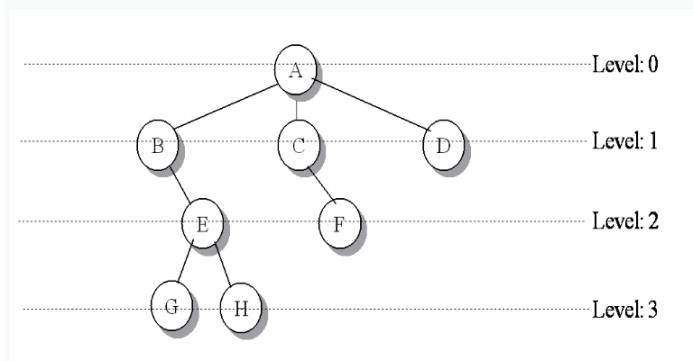 A Level: 0
B C D Level: 1
E F Level: 2
G H Level: 3